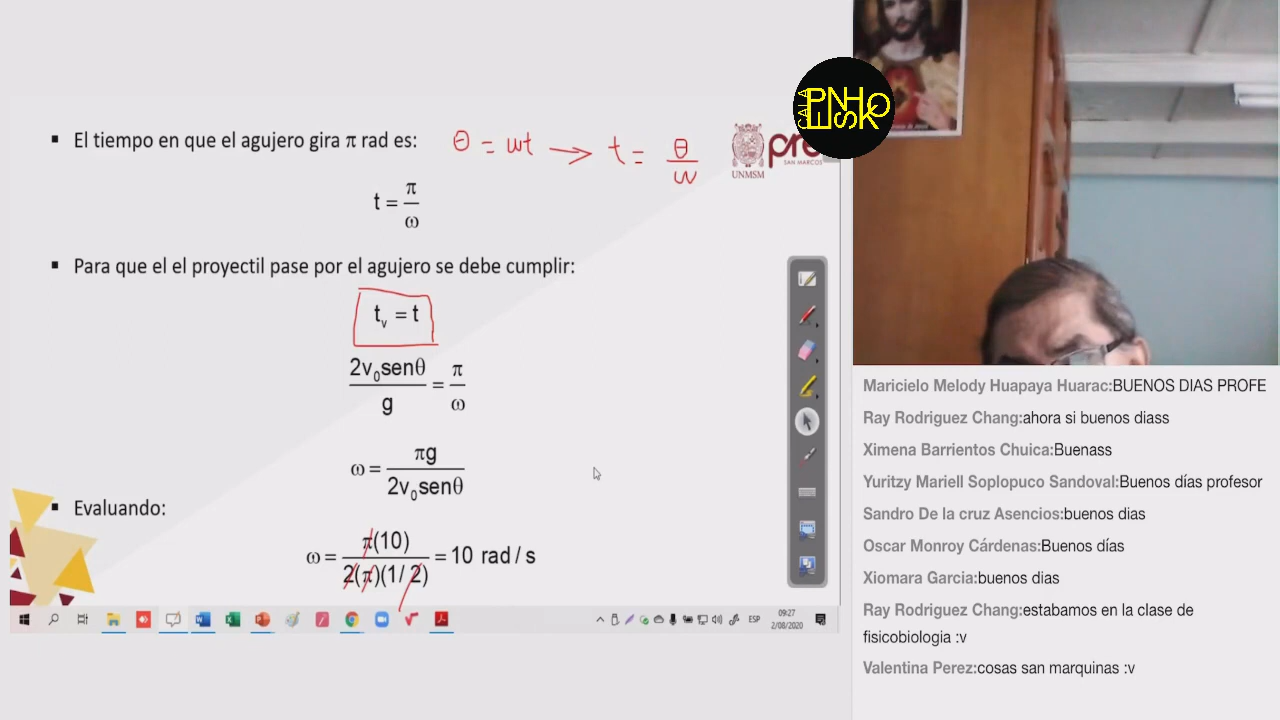 ▪ El tiempo en que el agujero gira π rad es:
θ = wt → t = θ/w
pre
SAN MARCOS
UNMSM
t = π/ω
▪ Para que el el proyectil pase por el agujero se debe cumplir:
tᵥ = t
2v₀senθ/g = π/ω
ω = πg/2v₀senθ
▪ Evaluando:
ω = π(10)/2(π)(1/2) = 10 rad/s
ESP
09:27
2/08/2020
Maricielo Melody Huapaya Huarac:BUENOS DIAS PROFE
Ray Rodriguez Chang:ahora si buenos diass
Ximena Barrientos Chuica:Buenass
Yuritzy Mariell Soplopuco Sandoval:Buenos días profesor
Sandro De la cruz Asencios:buenos dias
Oscar Monroy Cárdenas:Buenos días
Xiomara Garcia:buenos dias
Ray Rodriguez Chang:estabamos en la clase de
fisicobiologia :v
Valentina Perez:cosas san marquinas :v